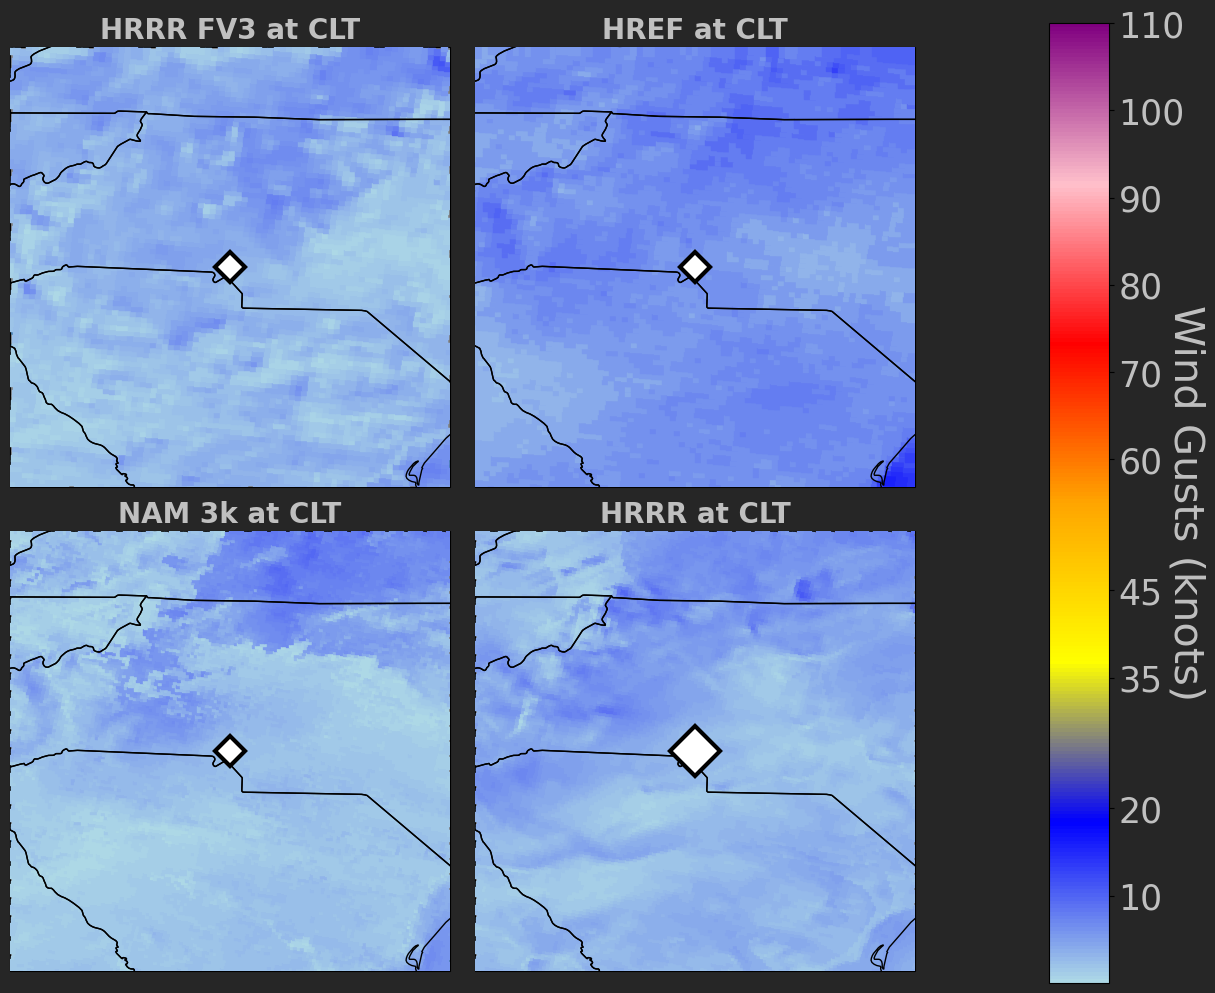 HRRR FV3 at CLT
HREF at CLT
NAM 3k at CLT
HRRR at CLT
110
100
90
80
70
60
45
35
20
10
Wind Gusts (knots)